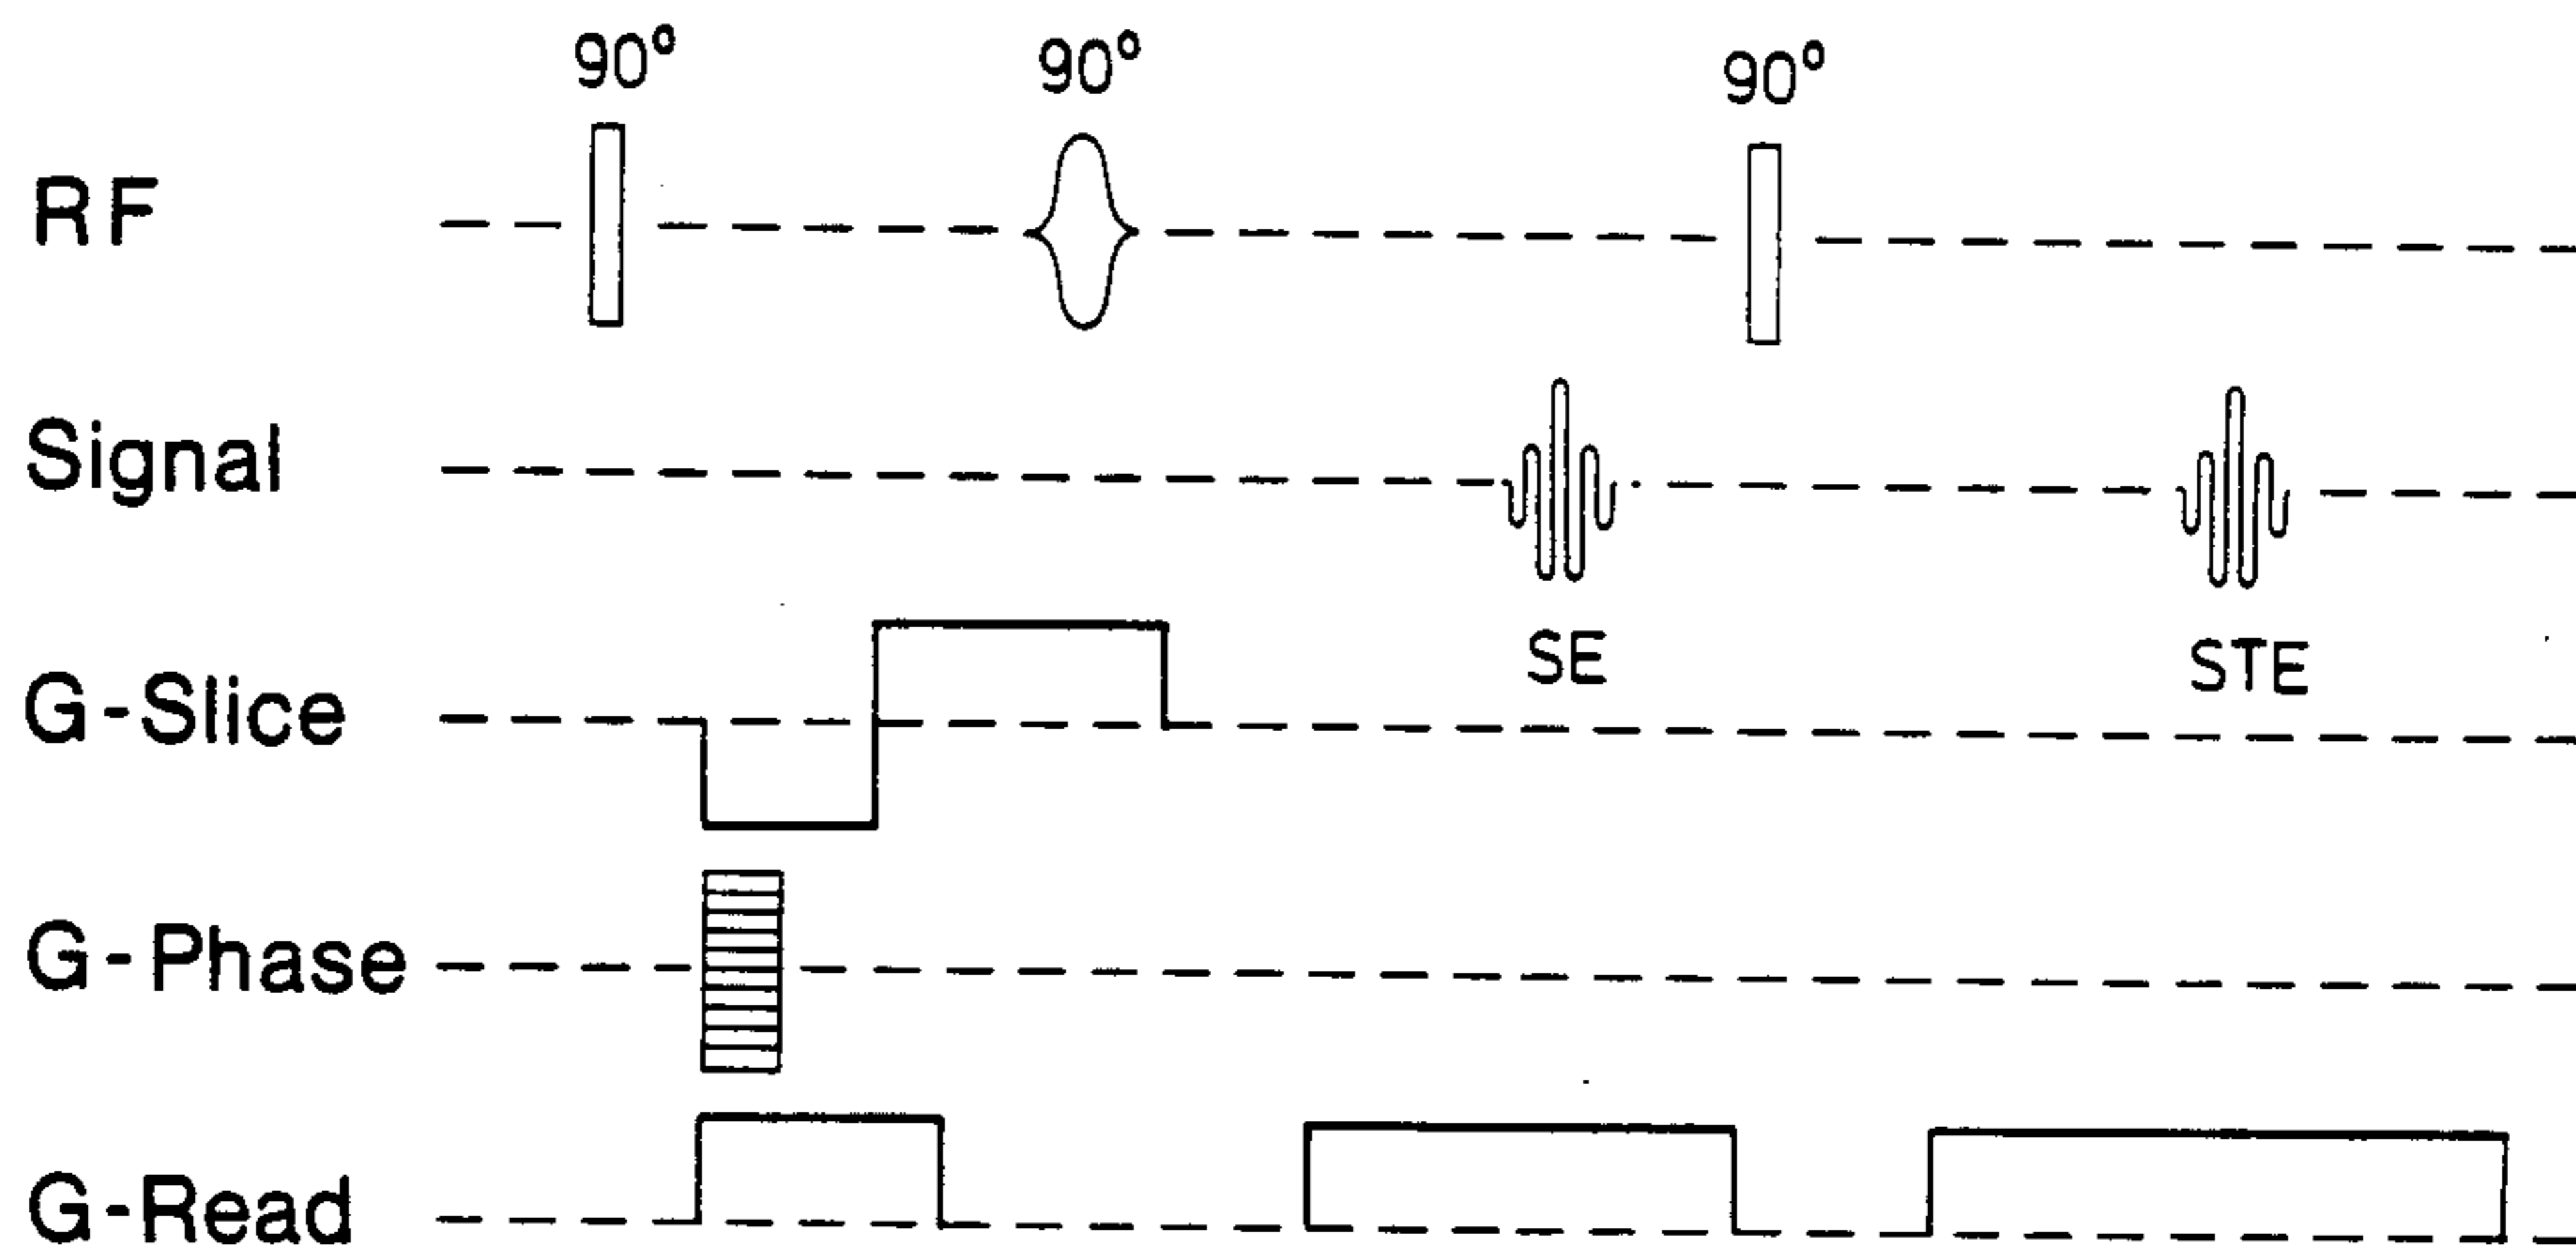 90° 90° 90°
RF
Signal
SE STE
G-Slice
G-Phase
G-Read